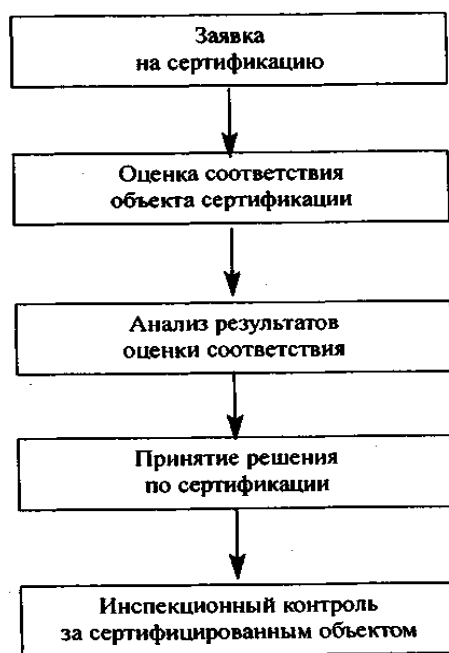 Заявка
на сертификацию
Оценка соответствия
объекта сертификации
Анализ результатов
оценки соответствия
Принятие решения
по сертификации
Инспекционный контроль
за сертифицированным объектом